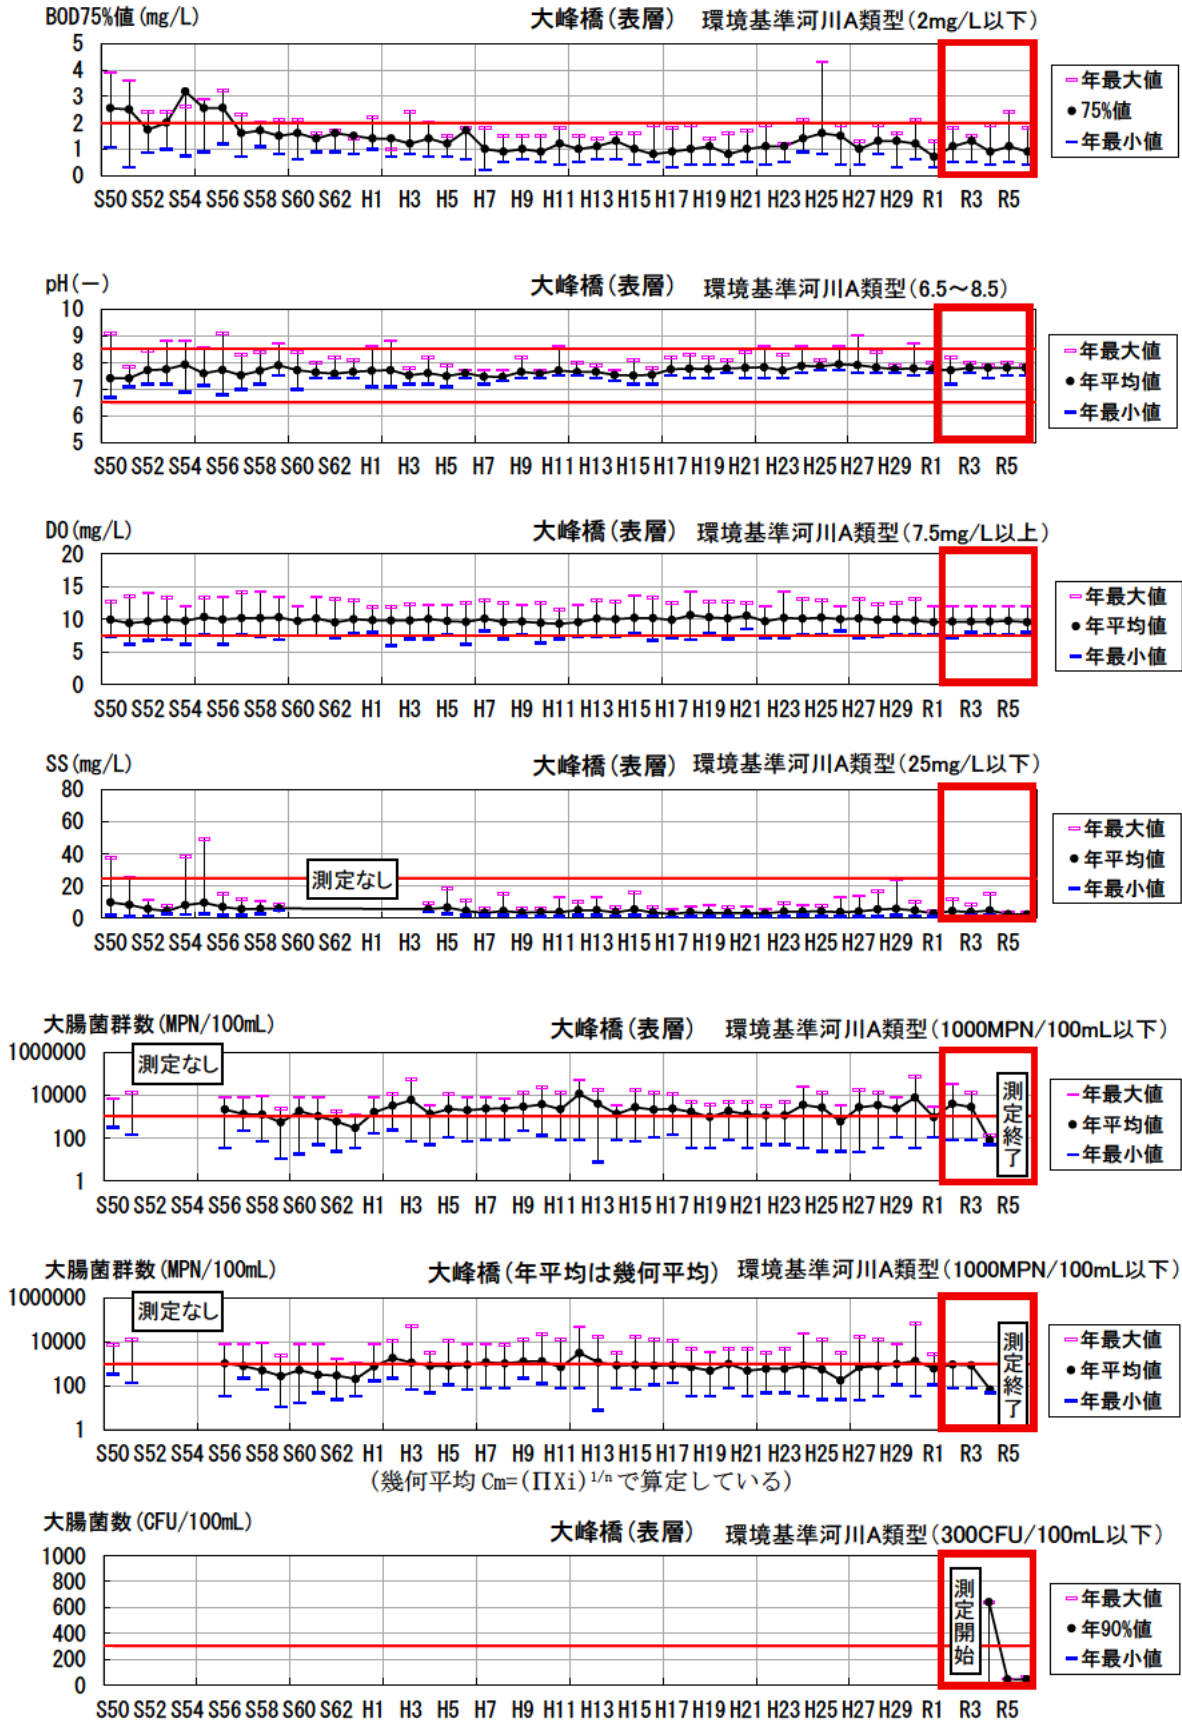 BOD75%値(mg/L) 大峰橋(表層) 環境基準河川A類型(2mg/L以下)
5
4
3
2
1
0
年最大値
75%値
年最小値
S50 S52 S54 S56 S58 S60 S62 H1 H3 H5 H7 H9 H11 H13 H15 H17 H19 H21 H23 H25 H27 H29 R1 R3 R5
pH(−) 大峰橋(表層) 環境基準河川A類型(6.5～8.5)
10
9
8
7
6
5
年最大値
年平均値
年最小値
S50 S52 S54 S56 S58 S60 S62 H1 H3 H5 H7 H9 H11 H13 H15 H17 H19 H21 H23 H25 H27 H29 R1 R3 R5
DO(mg/L) 大峰橋(表層) 環境基準河川A類型(7.5mg/L以上)
20
15
10
5
0
年最大値
年平均値
年最小値
S50 S52 S54 S56 S58 S60 S62 H1 H3 H5 H7 H9 H11 H13 H15 H17 H19 H21 H23 H25 H27 H29 R1 R3 R5
SS(mg/L) 大峰橋(表層) 環境基準河川A類型(25mg/L以下)
80
60
40
20
0
測定なし
年最大値
年平均値
年最小値
S50 S52 S54 S56 S58 S60 S62 H1 H3 H5 H7 H9 H11 H13 H15 H17 H19 H21 H23 H25 H27 H29 R1 R3 R5
大腸菌群数(MPN/100mL) 大峰橋(表層) 環境基準河川A類型(1000MPN/100mL以下)
1000000
10000
100
1
測定なし
測定終了
年最大値
年平均値
年最小値
S50 S52 S54 S56 S58 S60 S62 H1 H3 H5 H7 H9 H11 H13 H15 H17 H19 H21 H23 H25 H27 H29 R1 R3 R5
大腸菌群数(MPN/100mL) 大峰橋(年平均は幾何平均) 環境基準河川A類型(1000MPN/100mL以下)
1000000
10000
100
1
測定なし
測定終了
年最大値
年平均値
年最小値
S50 S52 S54 S56 S58 S60 S62 H1 H3 H5 H7 H9 H11 H13 H15 H17 H19 H21 H23 H25 H27 H29 R1 R3 R5
(幾何平均 Cm=(ΠXi)1/n で算定している)
大腸菌数(CFU/100mL) 大峰橋(表層) 環境基準河川A類型(300CFU/100mL以下)
1000
800
600
400
200
0
測定開始
年最大値
年90%値
年最小値
S50 S52 S54 S56 S58 S60 S62 H1 H3 H5 H7 H9 H11 H13 H15 H17 H19 H21 H23 H25 H27 H29 R1 R3 R5